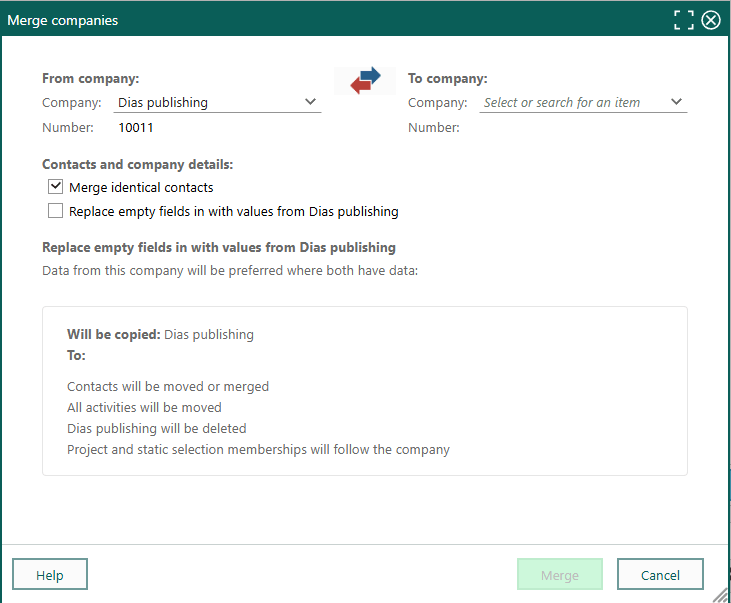 Merge companies
From company:
Company: Dias publishing
Number: 10011
To company:
Company: Select or search for an item
Number:
Contacts and company details:
Merge identical contacts
Replace empty fields in with values from Dias publishing
Replace empty fields in with values from Dias publishing
Data from this company will be preferred where both have data:
Will be copied: Dias publishing
To:
Contacts will be moved or merged
All activities will be moved
Dias publishing will be deleted
Project and static selection memberships will follow the company
Help
Merge
Cancel